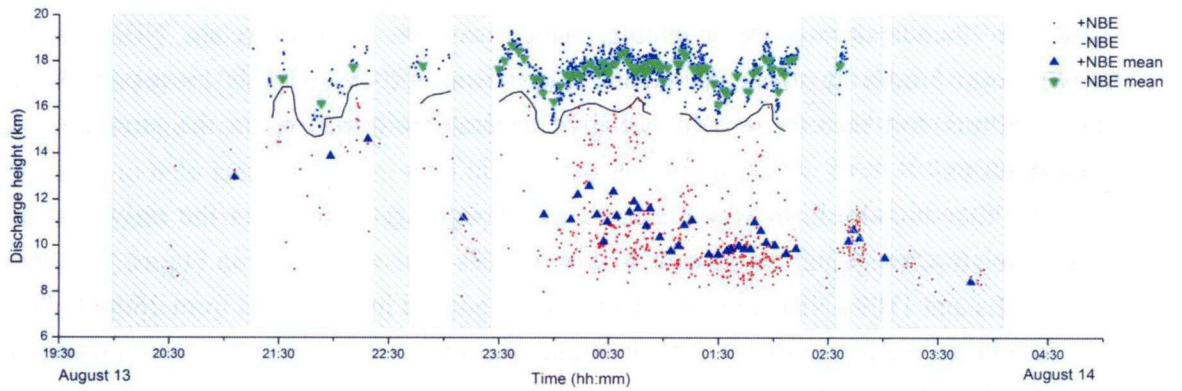 20
18
16
14
12
10
8
6
Discharge height (km)
19:30
20:30
21:30
22:30
23:30
00:30
01:30
02:30
03:30
04:30
August 13
Time (hh:mm)
August 14
+NBE
-NBE
+NBE mean
-NBE mean